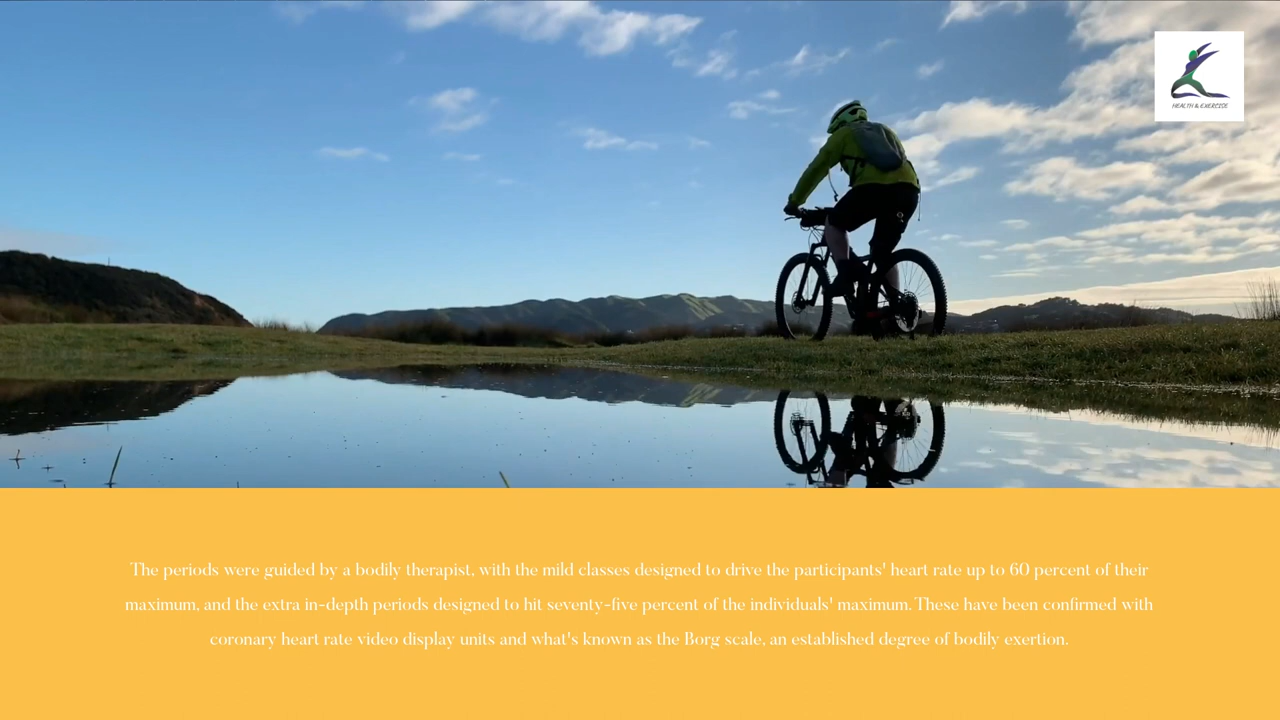 HEALTH & EXERCISE
The periods were guided by a bodily therapist, with the mild classes designed to drive the participants' heart rate up to 60 percent of their
maximum, and the extra in-depth periods designed to hit seventy-five percent of the individuals' maximum. These have been confirmed with
coronary heart rate video display units and what's known as the Borg scale, an established degree of bodily exertion.